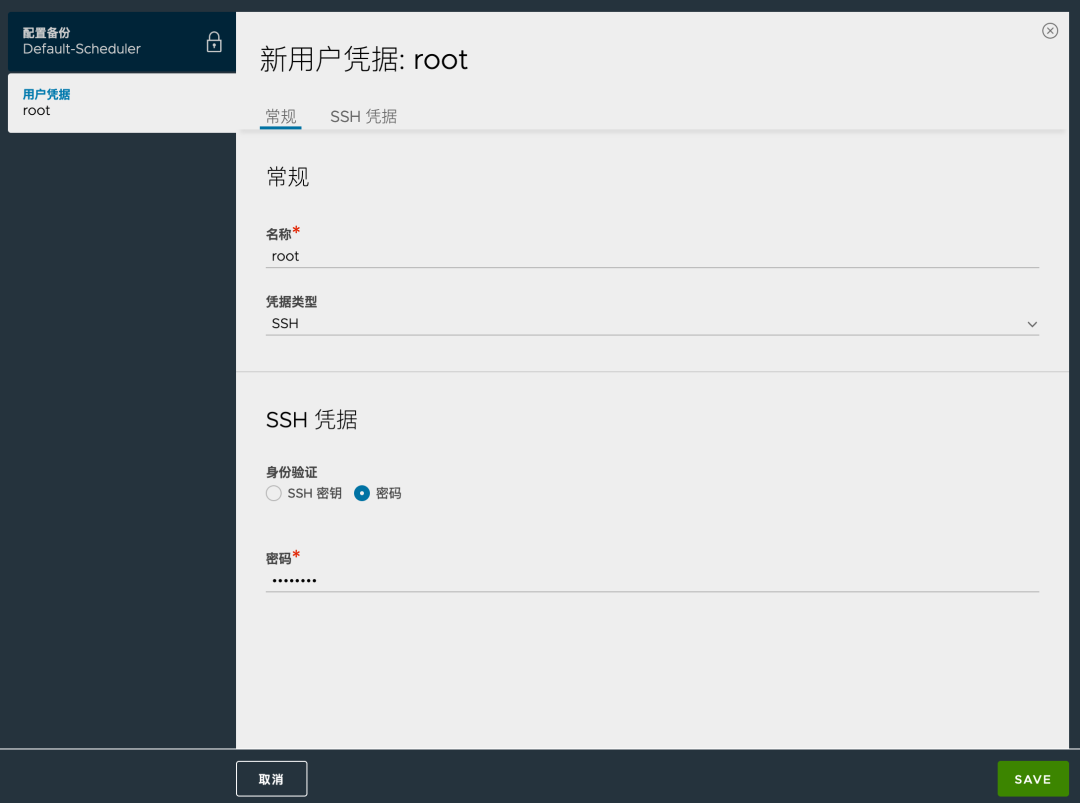 配置备份
Default-Scheduler
用户凭据
root
新用户凭据: root
常规
SSH 凭据
常规
名称*
root
凭据类型
SSH
SSH 凭据
身份验证
SSH 密钥
密码
密码*
••••••••
取消
SAVE